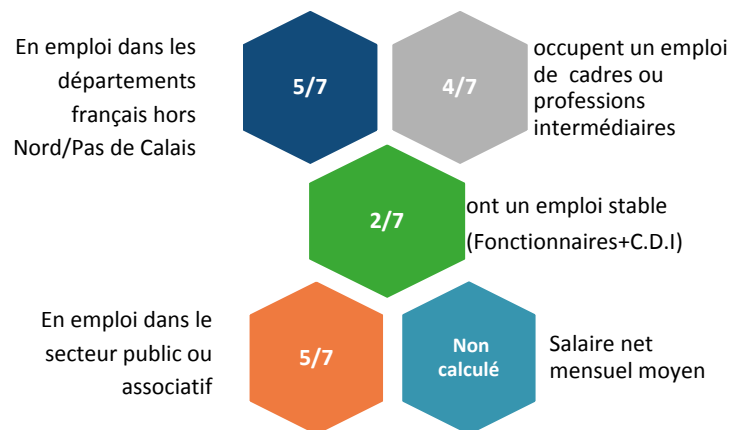 En emploi dans les
départements
français hors
Nord/Pas de Calais
5/7
4/7
occupent un emploi
de cadres ou
professions
intermédiaires
2/7
ont un emploi stable
(Fonctionnaires+C.D.I)
En emploi dans le
secteur public ou
associatif
5/7
Non
calculé
Salaire net
mensuel moyen